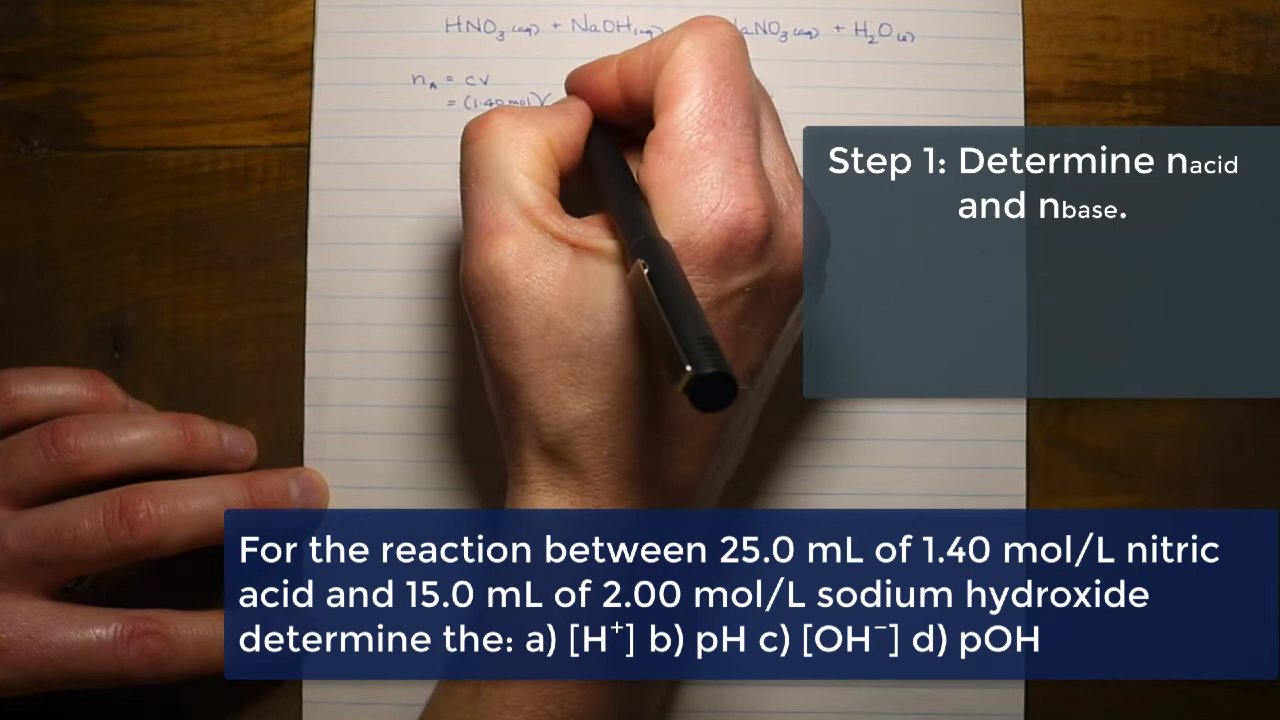 HNO₃(aq) + NaOH(aq) NO₃(aq) + H₂O(l)
nA = cv
= (1.40 mol)(
Step 1: Determine nacid
and nbase.
For the reaction between 25.0 mL of 1.40 mol/L nitric
acid and 15.0 mL of 2.00 mol/L sodium hydroxide
determine the: a) [H⁺] b) pH c) [OH⁻] d) pOH